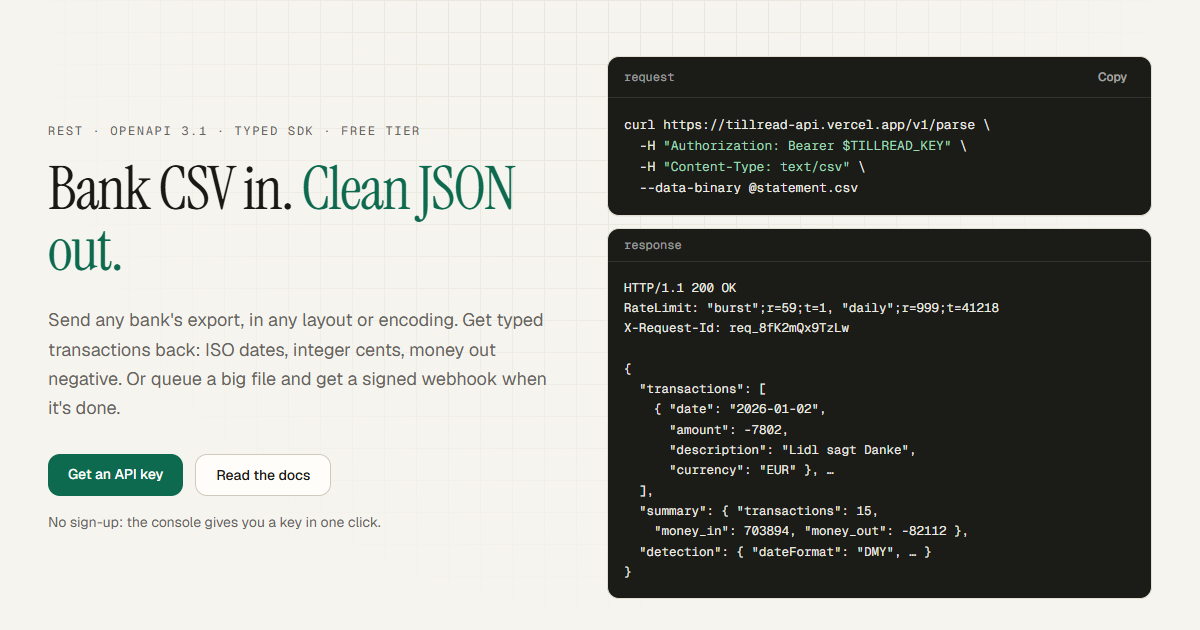 REST · OPENAPI 3.1 · TYPED SDK · FREE TIER
Bank CSV in. Clean JSON
out.
Send any bank's export, in any layout or encoding. Get typed
transactions back: ISO dates, integer cents, money out
negative. Or queue a big file and get a signed webhook when
it's done.
Get an API key
Read the docs
No sign-up: the console gives you a key in one click.
request
Copy
curl https://tillread-api.vercel.app/v1/parse \
  -H "Authorization: Bearer $TILLREAD_KEY" \
  -H "Content-Type: text/csv" \
  --data-binary @statement.csv
response
HTTP/1.1 200 OK
RateLimit: "burst";r=59;t=1, "daily";r=999;t=41218
X-Request-Id: req_8fK2mQx9TzLw
{
  "transactions": [
    { "date": "2026-01-02",
      "amount": -7802,
      "description": "Lidl sagt Danke",
      "currency": "EUR" }, …
  ],
  "summary": { "transactions": 15,
    "money_in": 703894, "money_out": -82112 },
  "detection": { "dateFormat": "DMY", … }
}